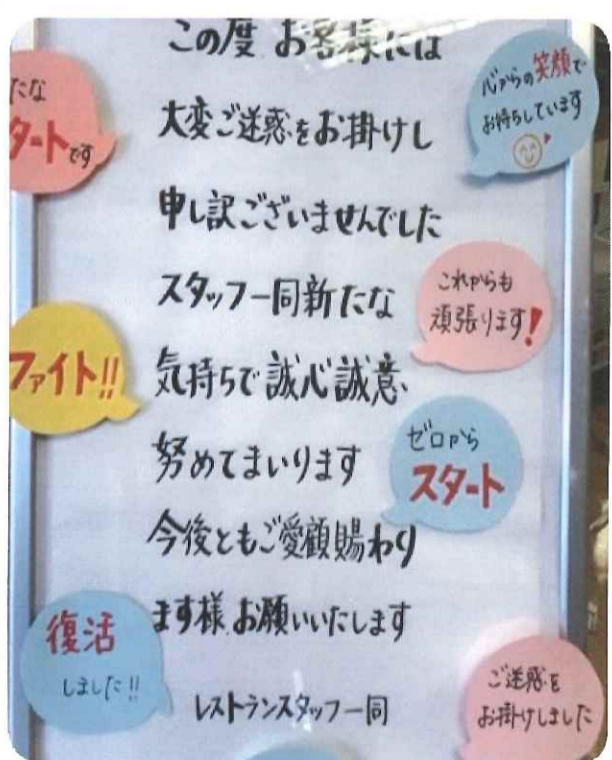 この度 お客様には
大変ご迷惑をお掛けし
申し訳ございませんでした
スタッフ一同新たな
気持ちで誠心誠意、
努めてまいります
今後ともご愛顧賜わり
ます様、お願いいたします
レストランスタッフ一同
たな
タートです
心からの笑顔で
お待ちしています
これからも
頑張ります!
ファイト!!
ゼロから
スタート
復活
しました!!
ご迷惑を
お掛けしました